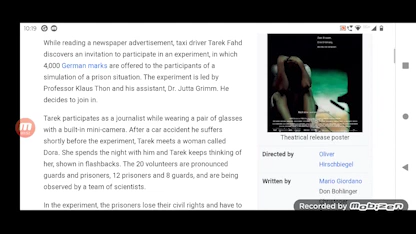 10:19
While reading a newspaper advertisement, taxi driver Tarek Fahd
discovers an invitation to participate in an experiment, in which
4,000 German marks are offered to the participants of a
simulation of a prison situation. The experiment is led by
Professor Klaus Thon and his assistant, Dr. Jutta Grimm. He
decides to join in.
Tarek participates as a journalist while wearing a pair of glasses
with a built-in mini-camera. After a car accident he suffers
shortly before the experiment, Tarek meets a woman called
Dora. She spends the night with him and Tarek keeps thinking of
her, shown in flashbacks. The 20 volunteers are pronounced
guards and prisoners, 12 prisoners and 8 guards, and are being
observed by a team of scientists.
In the experiment, the prisoners lose their civil rights and have to
Theatrical release poster
Directed by Oliver
Hirschbiegel
Written by Mario Giordano
Don Bohlinger
Recorded by Mobizen